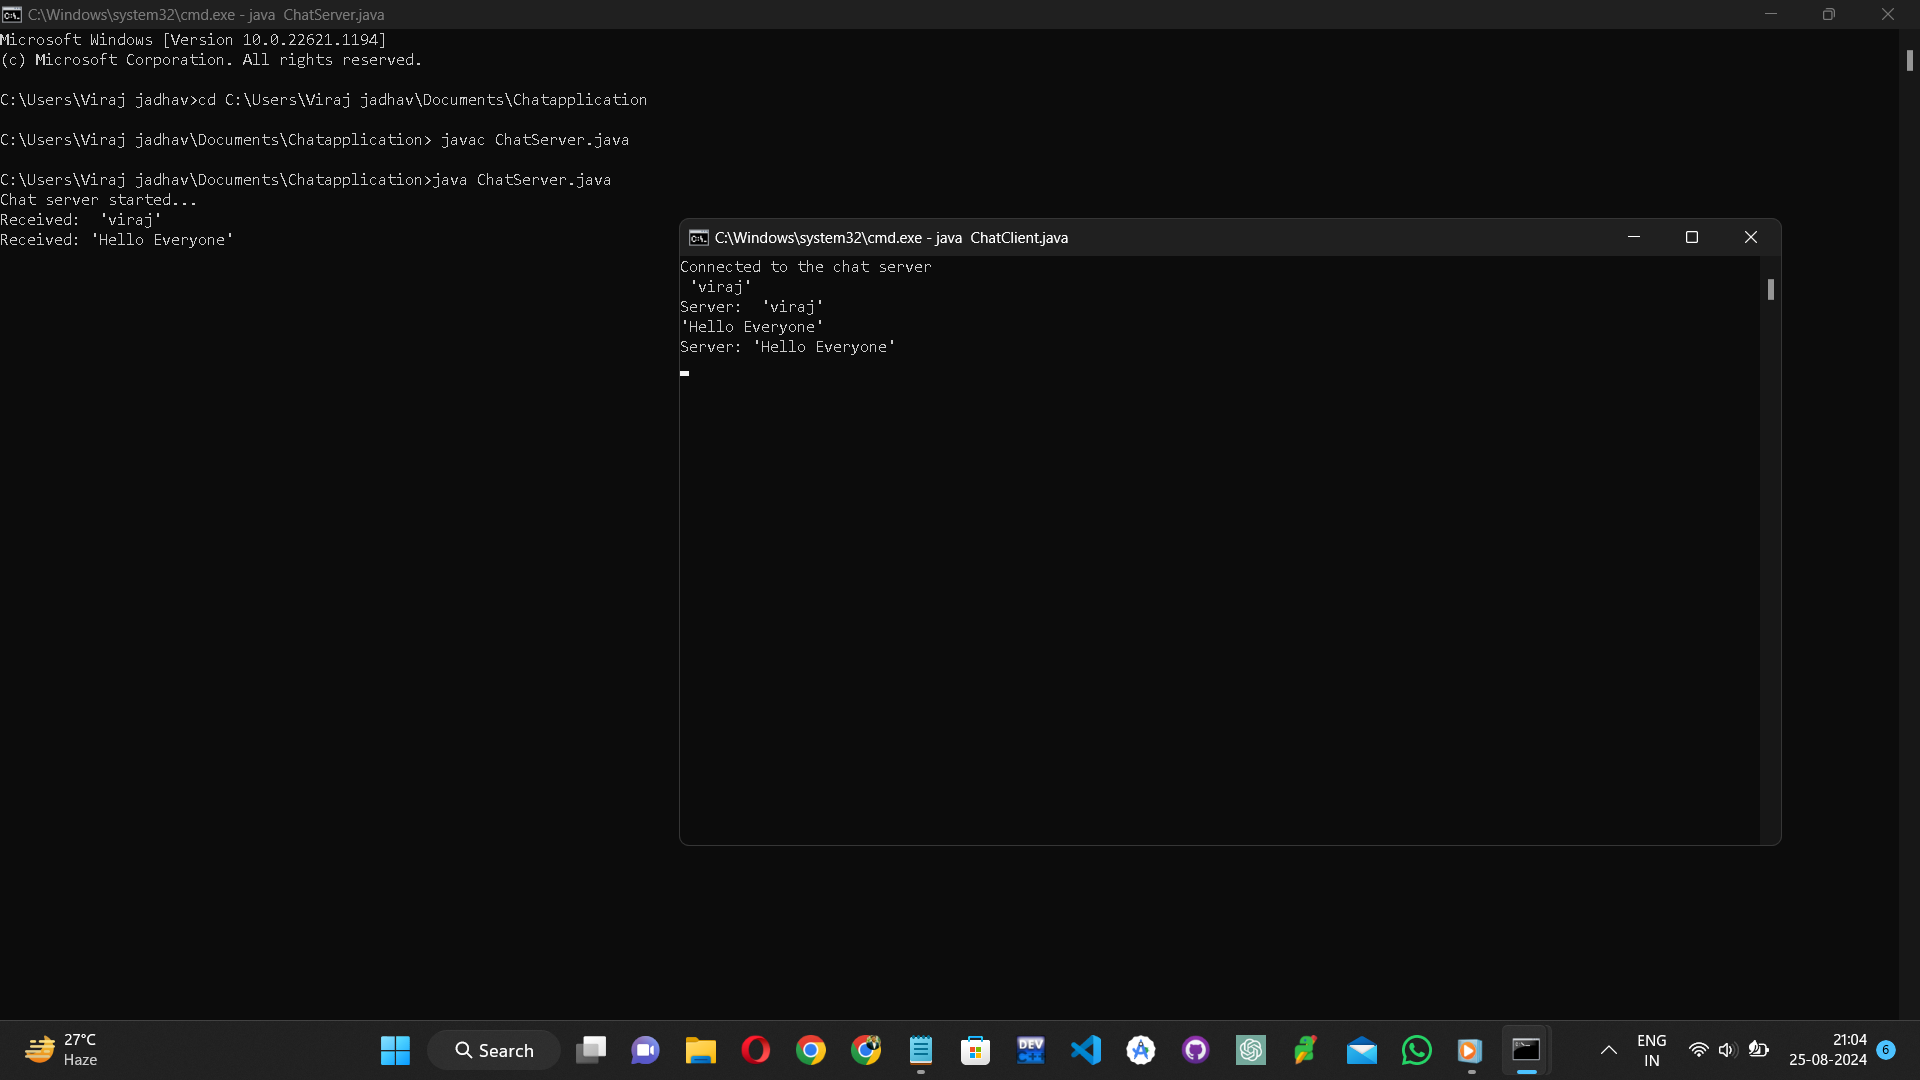 C:\Windows\system32\cmd.exe - java  ChatServer.java
Microsoft Windows [Version 10.0.22621.1194]
(c) Microsoft Corporation. All rights reserved.
C:\Users\Viraj jadhav>cd C:\Users\Viraj jadhav\Documents\Chatapplication
C:\Users\Viraj jadhav\Documents\Chatapplication> javac ChatServer.java
C:\Users\Viraj jadhav\Documents\Chatapplication>java ChatServer.java
Chat server started...
Received:  'viraj'
Received: 'Hello Everyone'
C:\Windows\system32\cmd.exe - java  ChatClient.java
Connected to the chat server
 'viraj'
Server:  'viraj'
'Hello Everyone'
Server: 'Hello Everyone'
27°C
Haze
Search
DEV
C++
ENG
IN
21:04
25-08-2024
6